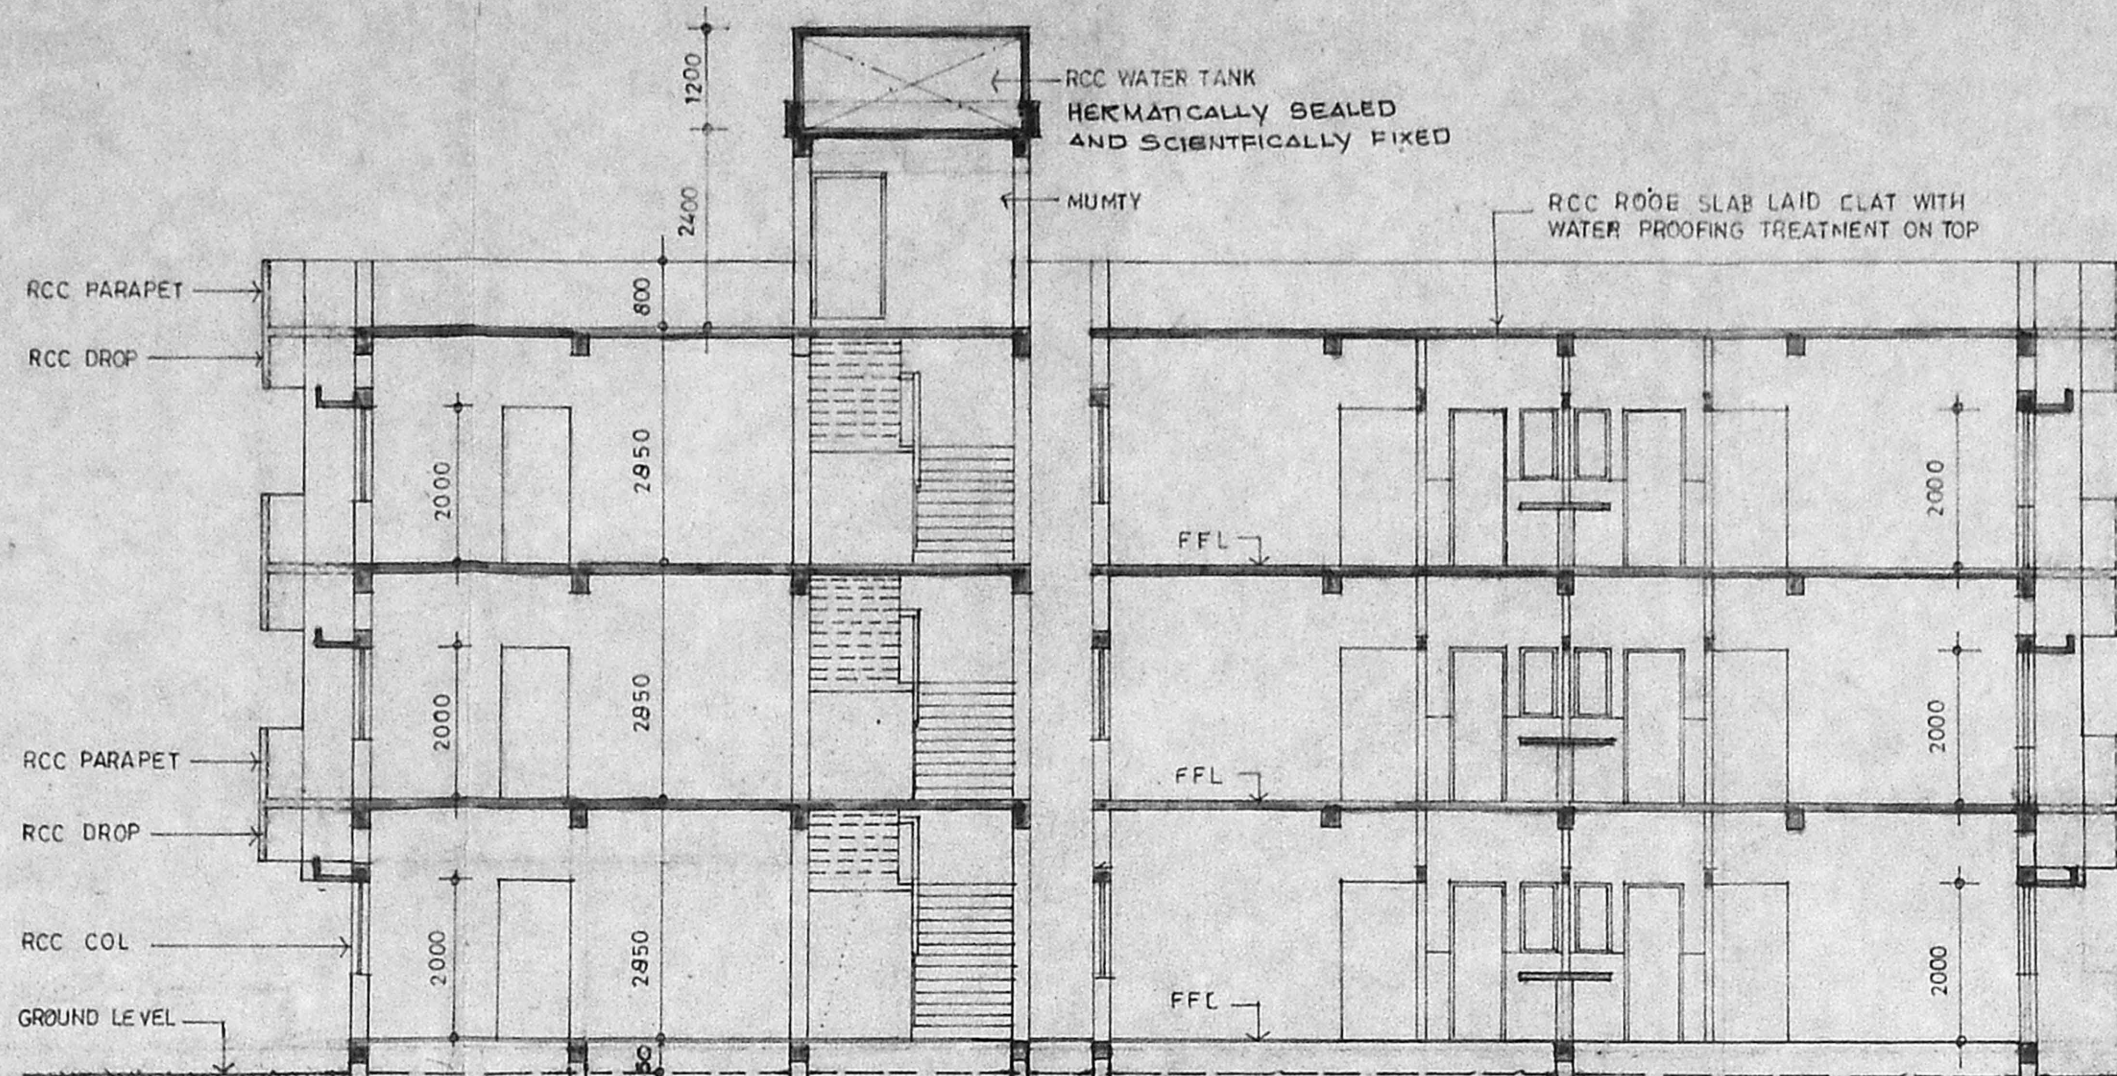 1200
RCC WATER TANK
HERMATICALLY SEALED
AND SCIENTFICALLY FIXED
2400
MUMTY
RCC ROOE SLAB LAID CLAT WITH
WATER PROOFING TREATMENT ON TOP
RCC PARAPET
800
RCC DROP
2000
2850
2000
FFL
2000
2850
2000
RCC PARAPET
FFL
RCC DROP
RCC COL
2000
2850
2000
FFL
GROUND LEVEL